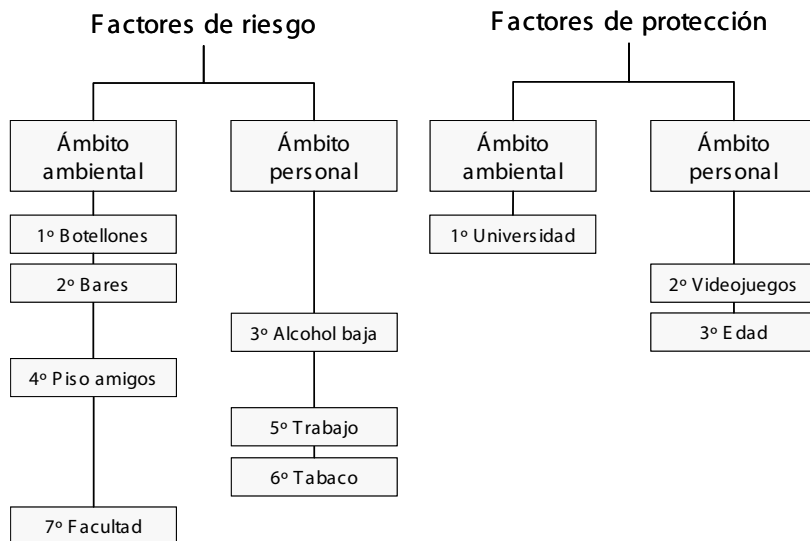 Factores de riesgo
Ámbito
ambiental
1º Botellones
2º Bares
4º Piso amigos
7º Facultad
Ámbito
personal
3º Alcohol baja
5º Trabajo
6º Tabaco
Factores de protección
Ámbito
ambiental
1º Universidad
Ámbito
personal
2º Videojuegos
3º Edad